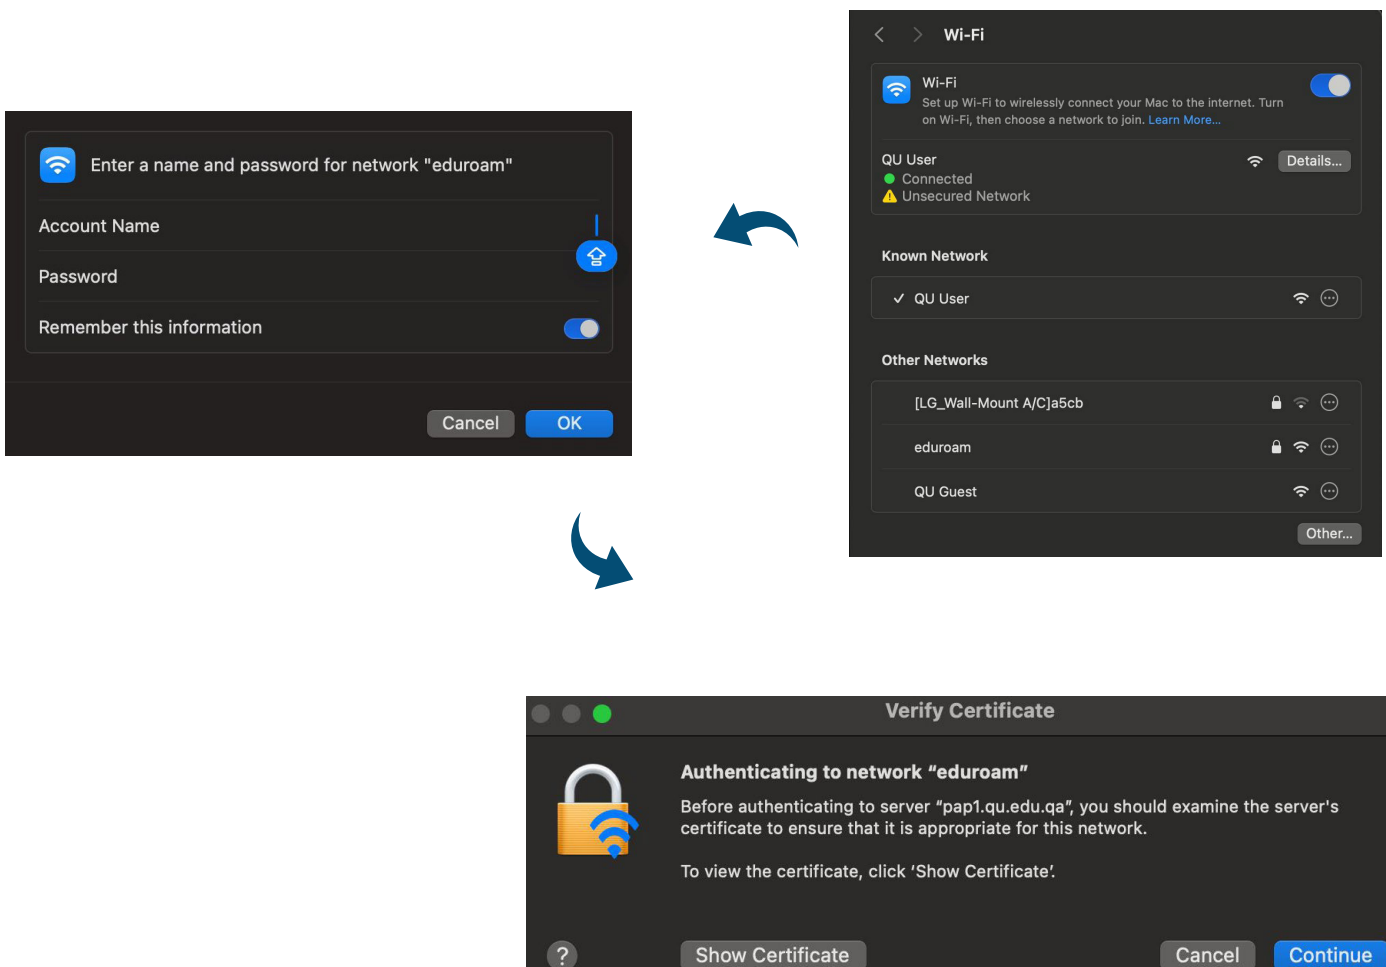 Wi-Fi
Wi-Fi
Set up Wi-Fi to wirelessly connect your Mac to the internet. Turn
on Wi-Fi, then choose a network to join. Learn More...
QU User
Details...
Connected
Unsecured Network
Known Network
QU User
Other Networks
[LG_Wall-Mount A/C]a5cb
eduroam
QU Guest
Other...
Enter a name and password for network "eduroam"
Account Name
Password
Remember this information
Cancel
OK
Verify Certificate
Authenticating to network “eduroam”
Before authenticating to server “pap1.qu.edu.qa”, you should examine the server's
certificate to ensure that it is appropriate for this network.
To view the certificate, click ‘Show Certificate’.
?
Show Certificate
Cancel
Continue